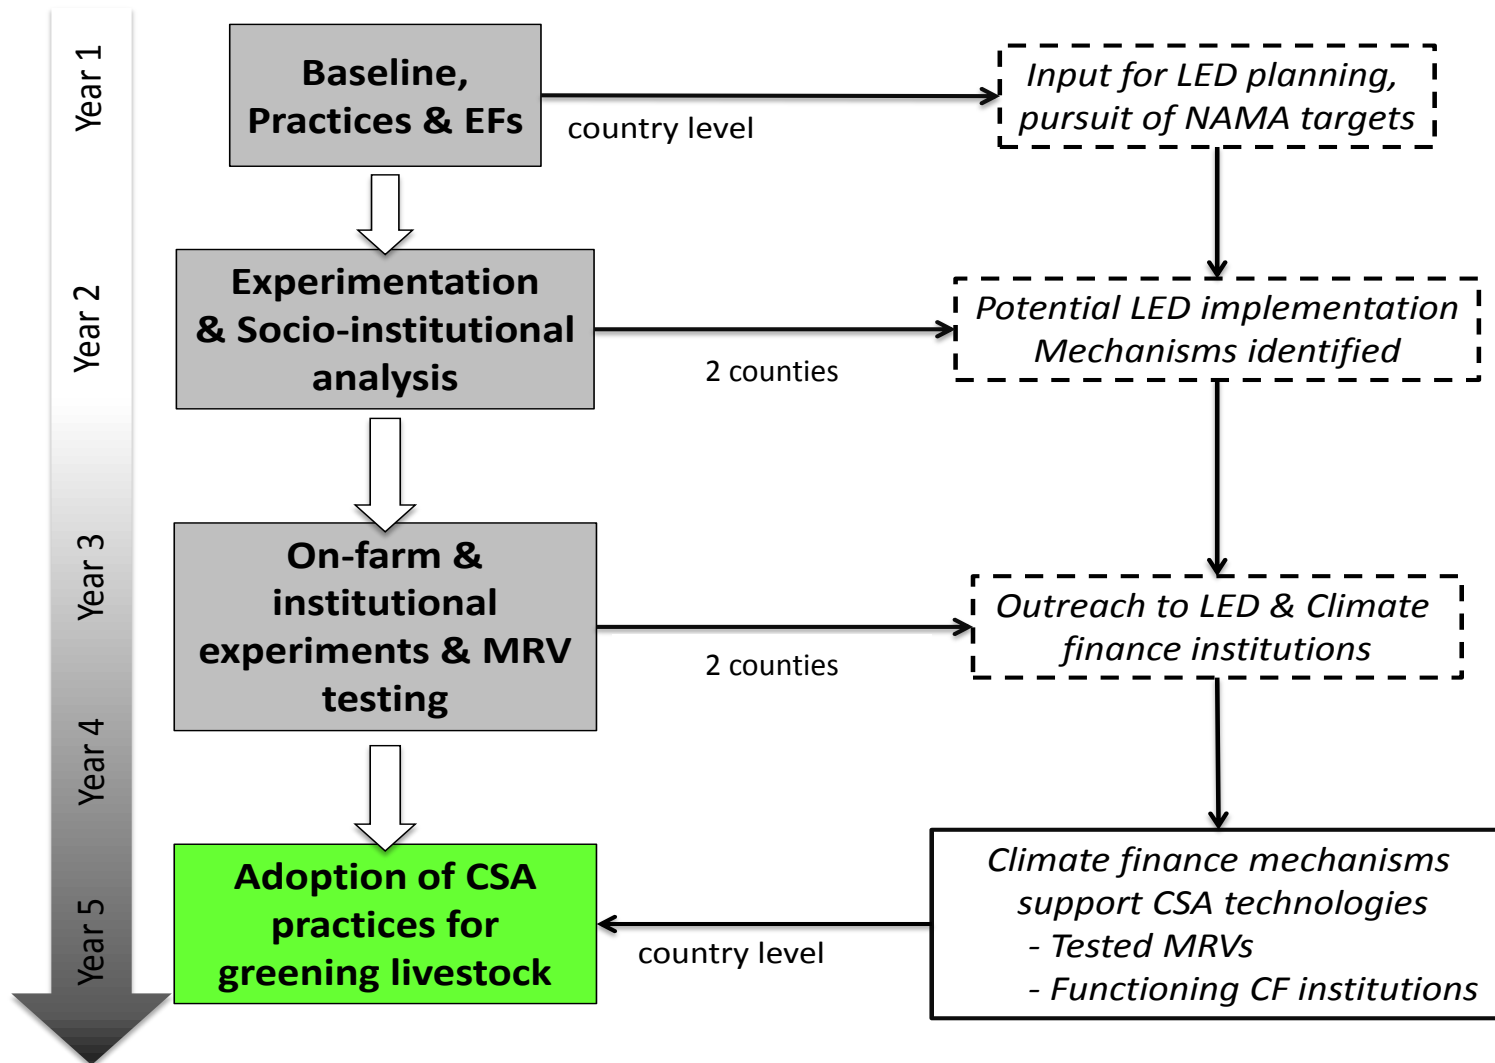 Year 1
Baseline,
Practices & EFs
country level
Input for LED planning,
pursuit of NAMA targets
Year 2
Experimentation
& Socio-institutional
analysis
2 counties
Potential LED implementation
Mechanisms identified
Year 3
On-farm &
institutional
experiments & MRV
testing
2 counties
Outreach to LED & Climate
finance institutions
Year 4
Year 5
Adoption of CSA
practices for
greening livestock
country level
Climate finance mechanisms
support CSA technologies
- Tested MRVs
- Functioning CF institutions